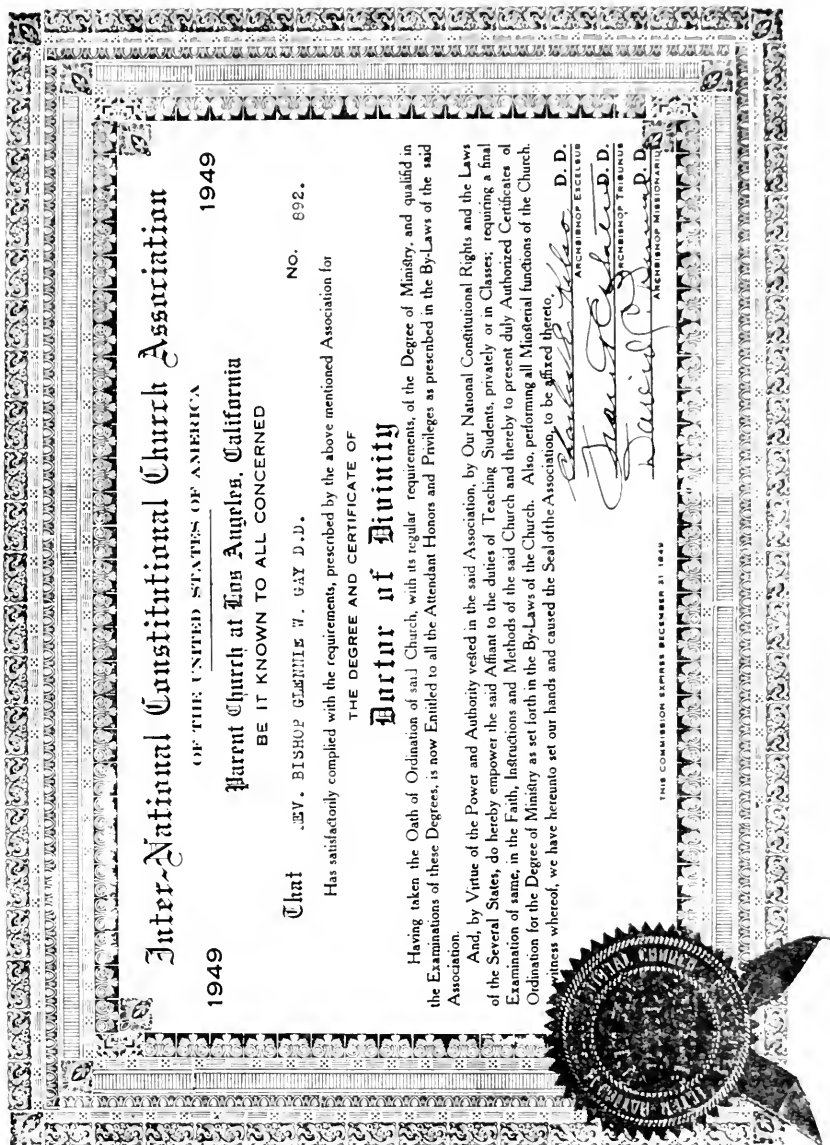 Inter-National Constitutional Church Association
OF THE UNITED STATES OF AMERICA
1949 1949
Parent Church at Los Angeles, California
BE IT KNOWN TO ALL CONCERNED
That .EV. BISHOP GLENNIE W. GAY D.D. No. 892.
Has satisfactorily complied with the requirements, prescribed by the above mentioned Association for
THE DEGREE AND CERTIFICATE OF
Doctor of Divinity
Having taken the Oath of Ordination of said Church, with its regular requirements, of the Degree of Ministry, and qualifid in
the Examinations of these Degrees, is now Entitled to all the Attendant Honors and Privileges as prescribed in the By-Laws of the said
Association.
And, by Virtue of the Power and Authority vested in the said Association, by Our National Constitutional Rights and the Laws
of the Several States, do hereby empower the said Affiant to the duties of Teaching Students, privately or in Classes; requiring a final
Examination of same, in the Faith, Instructions and Methods of the said Church and thereby to present duly Authorized Certificates of
Ordination for the Degree of Ministry as set forth in the By-Laws of the Church. Also, performing all Miosterial functions of the Church.
witness whereof, we have hereunto set our hands and caused the Seal of the Association, to be affixed thereto,
D. D.
ARCHBISHOP EXCELSUS
D. D.
ARCHBISHOP TRIBUNUS
D. D.
ARCHBISHOP MISSIONARIUS
THIS COMMISSION EXPIRES DECEMBER 31 1949